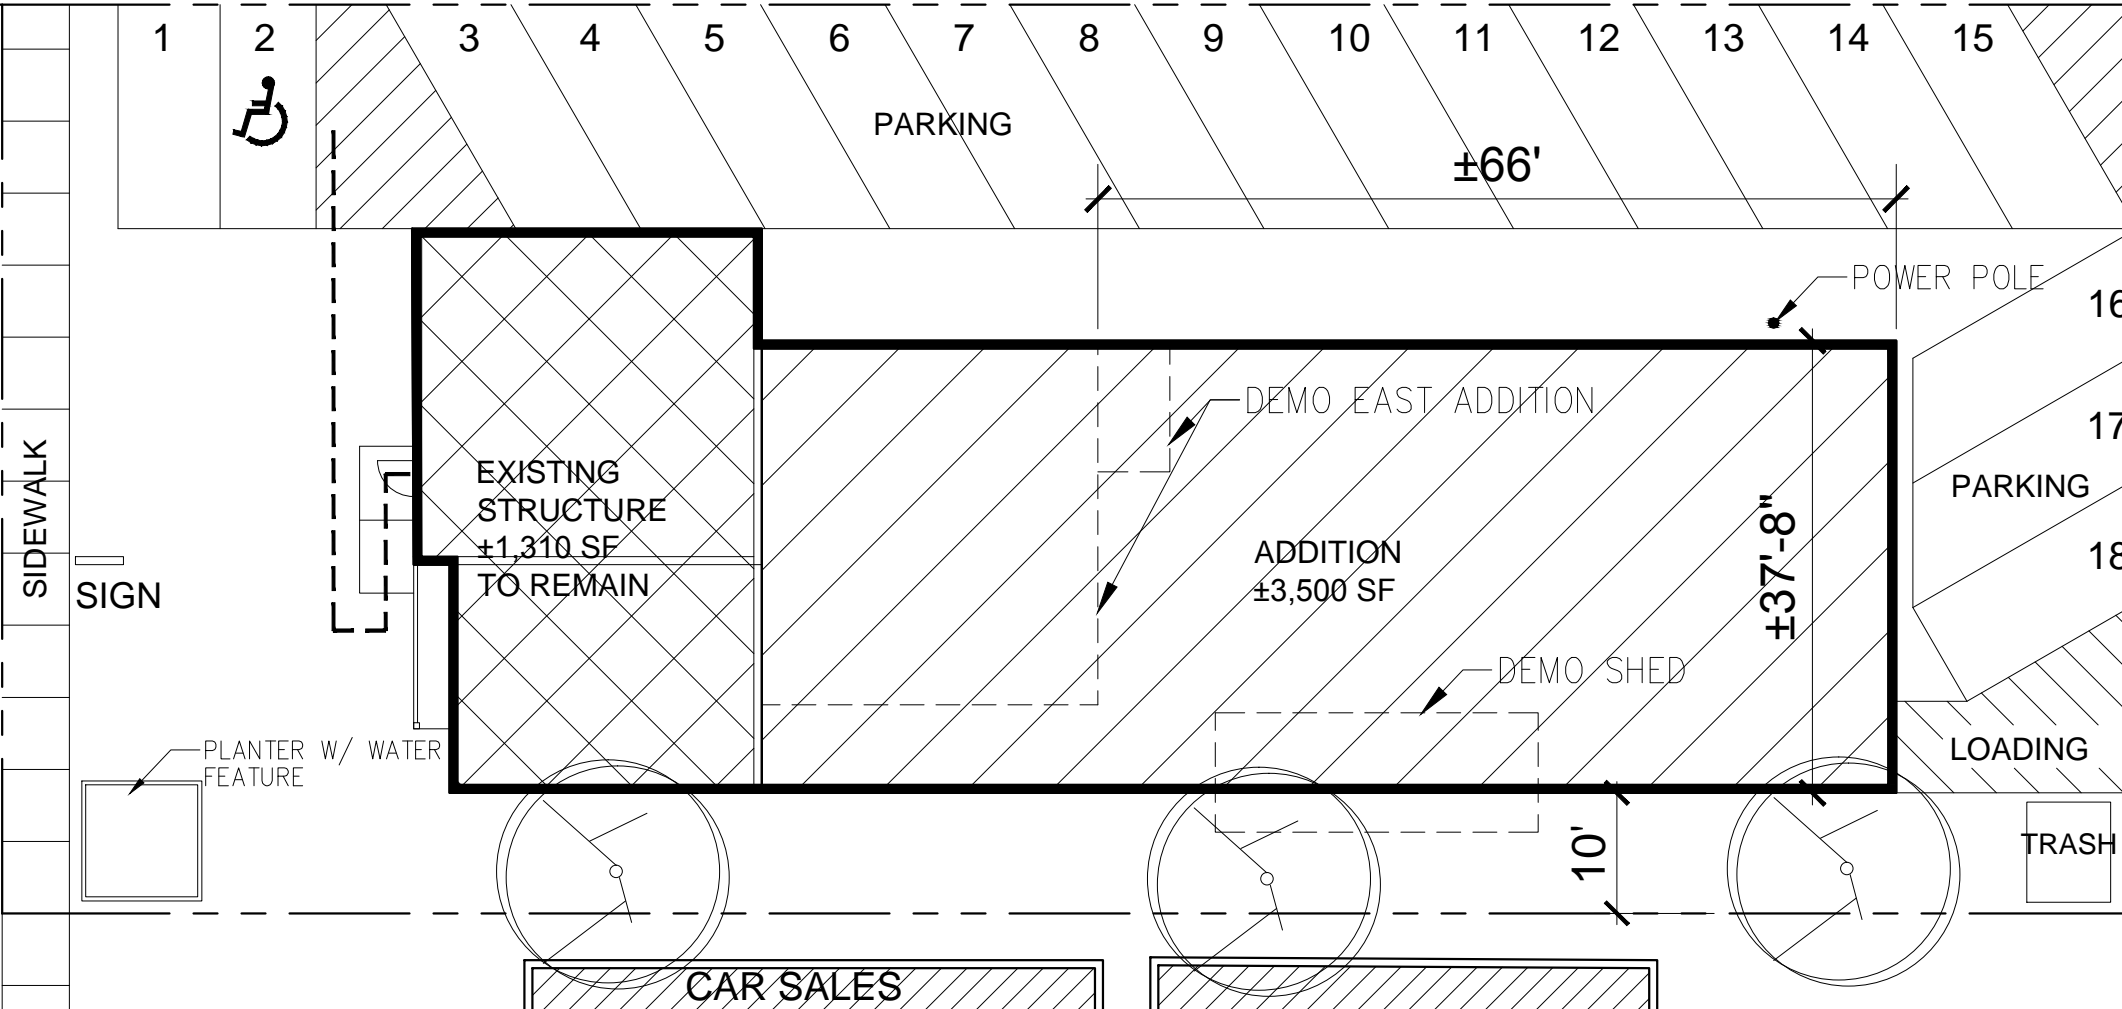 1 2 3 4 5 6 7 8 9 10 11 12 13 14 15
PARKING
±66'
POWER POLE
16
DEMO EAST ADDITION
17
SIDEWALK
EXISTING
STRUCTURE
±1,310 SF
TO REMAIN
PARKING
±37'-8"
ADDITION
±3,500 SF
18
SIGN
DEMO SHED
PLANTER W/ WATER
FEATURE
LOADING
10'
TRASH
CAR SALES